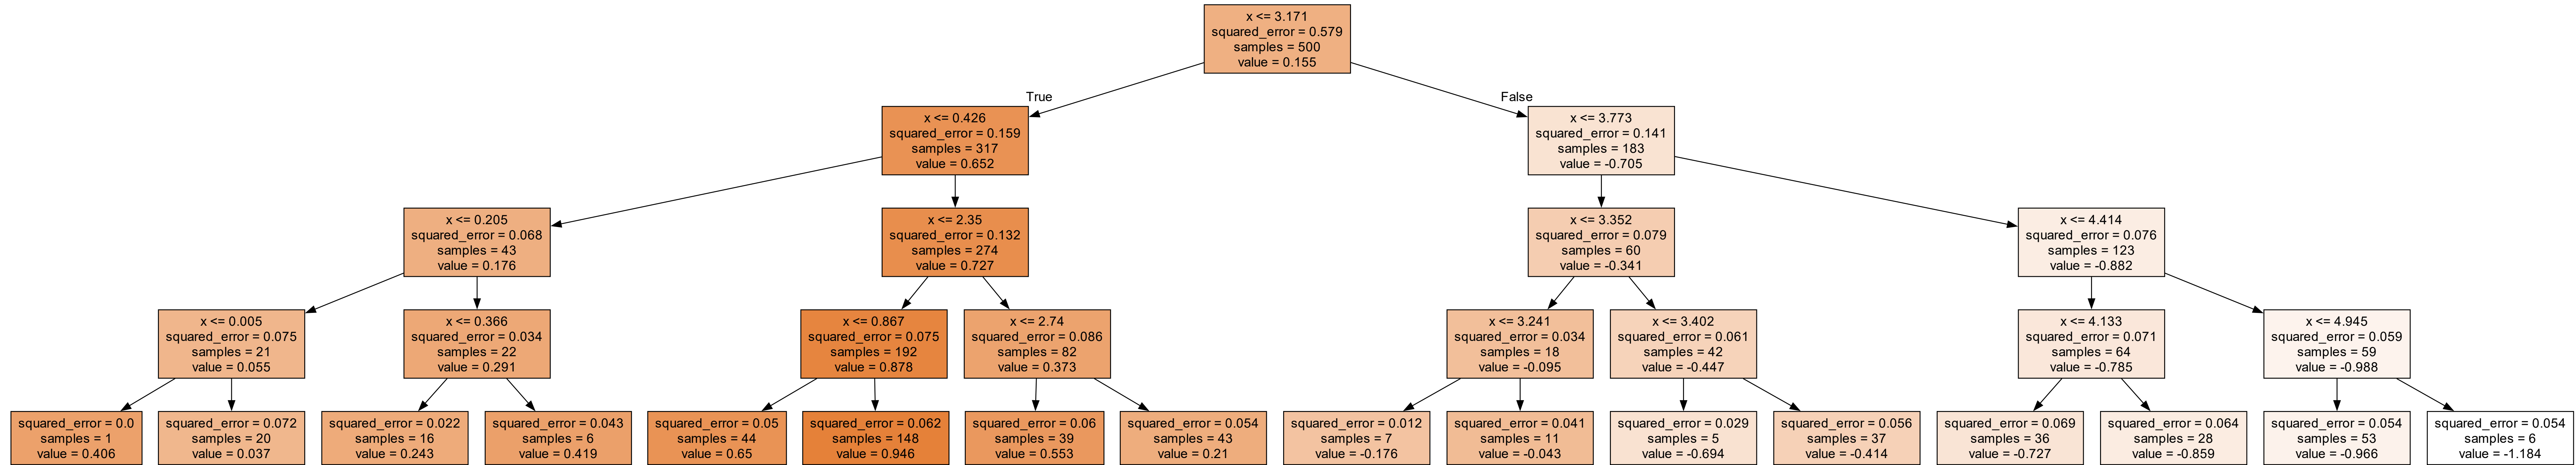 x <= 3.171
squared_error = 0.579
samples = 500
value = 0.155
True
False
x <= 0.426
squared_error = 0.159
samples = 317
value = 0.652
x <= 3.773
squared_error = 0.141
samples = 183
value = -0.705
x <= 0.205
squared_error = 0.068
samples = 43
value = 0.176
x <= 2.35
squared_error = 0.132
samples = 274
value = 0.727
x <= 3.352
squared_error = 0.079
samples = 60
value = -0.341
x <= 4.414
squared_error = 0.076
samples = 123
value = -0.882
x <= 0.005
squared_error = 0.075
samples = 21
value = 0.055
x <= 0.366
squared_error = 0.034
samples = 22
value = 0.291
x <= 0.867
squared_error = 0.075
samples = 192
value = 0.878
x <= 2.74
squared_error = 0.086
samples = 82
value = 0.373
x <= 3.241
squared_error = 0.034
samples = 18
value = -0.095
x <= 3.402
squared_error = 0.061
samples = 42
value = -0.447
x <= 4.133
squared_error = 0.071
samples = 64
value = -0.785
x <= 4.945
squared_error = 0.059
samples = 59
value = -0.988
squared_error = 0.0
samples = 1
value = 0.406
squared_error = 0.072
samples = 20
value = 0.037
squared_error = 0.022
samples = 16
value = 0.243
squared_error = 0.043
samples = 6
value = 0.419
squared_error = 0.05
samples = 44
value = 0.65
squared_error = 0.062
samples = 148
value = 0.946
squared_error = 0.06
samples = 39
value = 0.553
squared_error = 0.054
samples = 43
value = 0.21
squared_error = 0.012
samples = 7
value = -0.176
squared_error = 0.041
samples = 11
value = -0.043
squared_error = 0.029
samples = 5
value = -0.694
squared_error = 0.056
samples = 37
value = -0.414
squared_error = 0.069
samples = 36
value = -0.727
squared_error = 0.064
samples = 28
value = -0.859
squared_error = 0.054
samples = 53
value = -0.966
squared_error = 0.054
samples = 6
value = -1.184